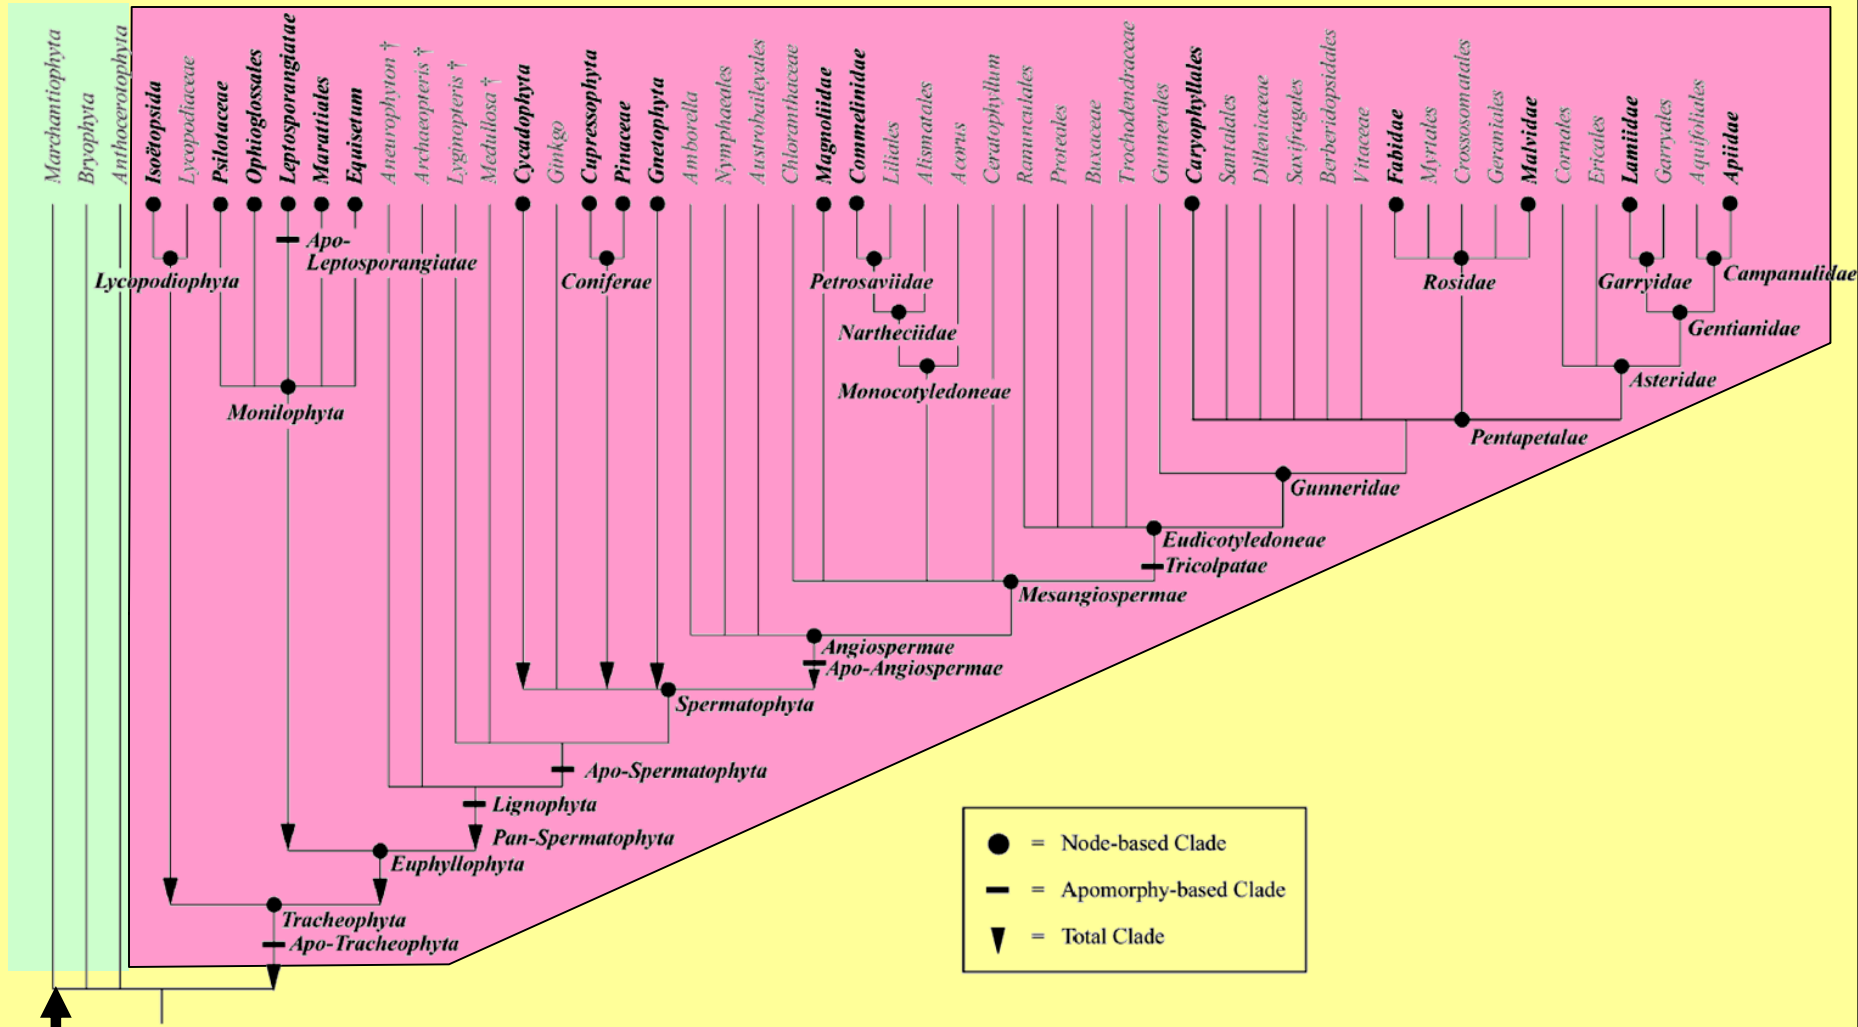 Marchantiophyta
Bryophyta
Anthocerotophyta
Isoëtopsida
Lycopodiaceae
Psilotaceae
Ophioglossales
Leptosporangiatae
Marattiales
Equisetum
Aneurophyton †
Archaeopteris †
Lyginopteris †
Medullosa †
Cycadophyta
Ginkgo
Cupressophyta
Pinaceae
Gnetophyta
Amborella
Nymphaeales
Austrobaileyales
Chloranthaceae
Magnoliidae
Commelinidae
Liliales
Alismatales
Acorus
Ceratophyllum
Ranunculales
Proteales
Buxaceae
Trochodendraceae
Gunnerales
Caryophyllales
Santalales
Dilleniaceae
Saxifragales
Berberidopsidales
Vitaceae
Fabidae
Myrtales
Crossosomatales
Geraniales
Malvidae
Cornales
Ericales
Lamiidae
Garryales
Aquifoliales
Apiidae
Apo-
Leptosporangiatae
Lycopodiophyta
Coniferae
Petrosaviidae
Rosidae
Garryidae
Campanulidae
Nartheciidae
Gentianidae
Monocotyledoneae
Asteridae
Monilophyta
Pentapetalae
Gunneridae
Eudicotyledoneae
Tricolpatae
Mesangiospermae
Angiospermae
Apo-Angiospermae
Spermatophyta
Apo-Spermatophyta
Lignophyta
Pan-Spermatophyta
Euphyllophyta
Tracheophyta
Apo-Tracheophyta
= Node-based Clade
= Apomorphy-based Clade
= Total Clade